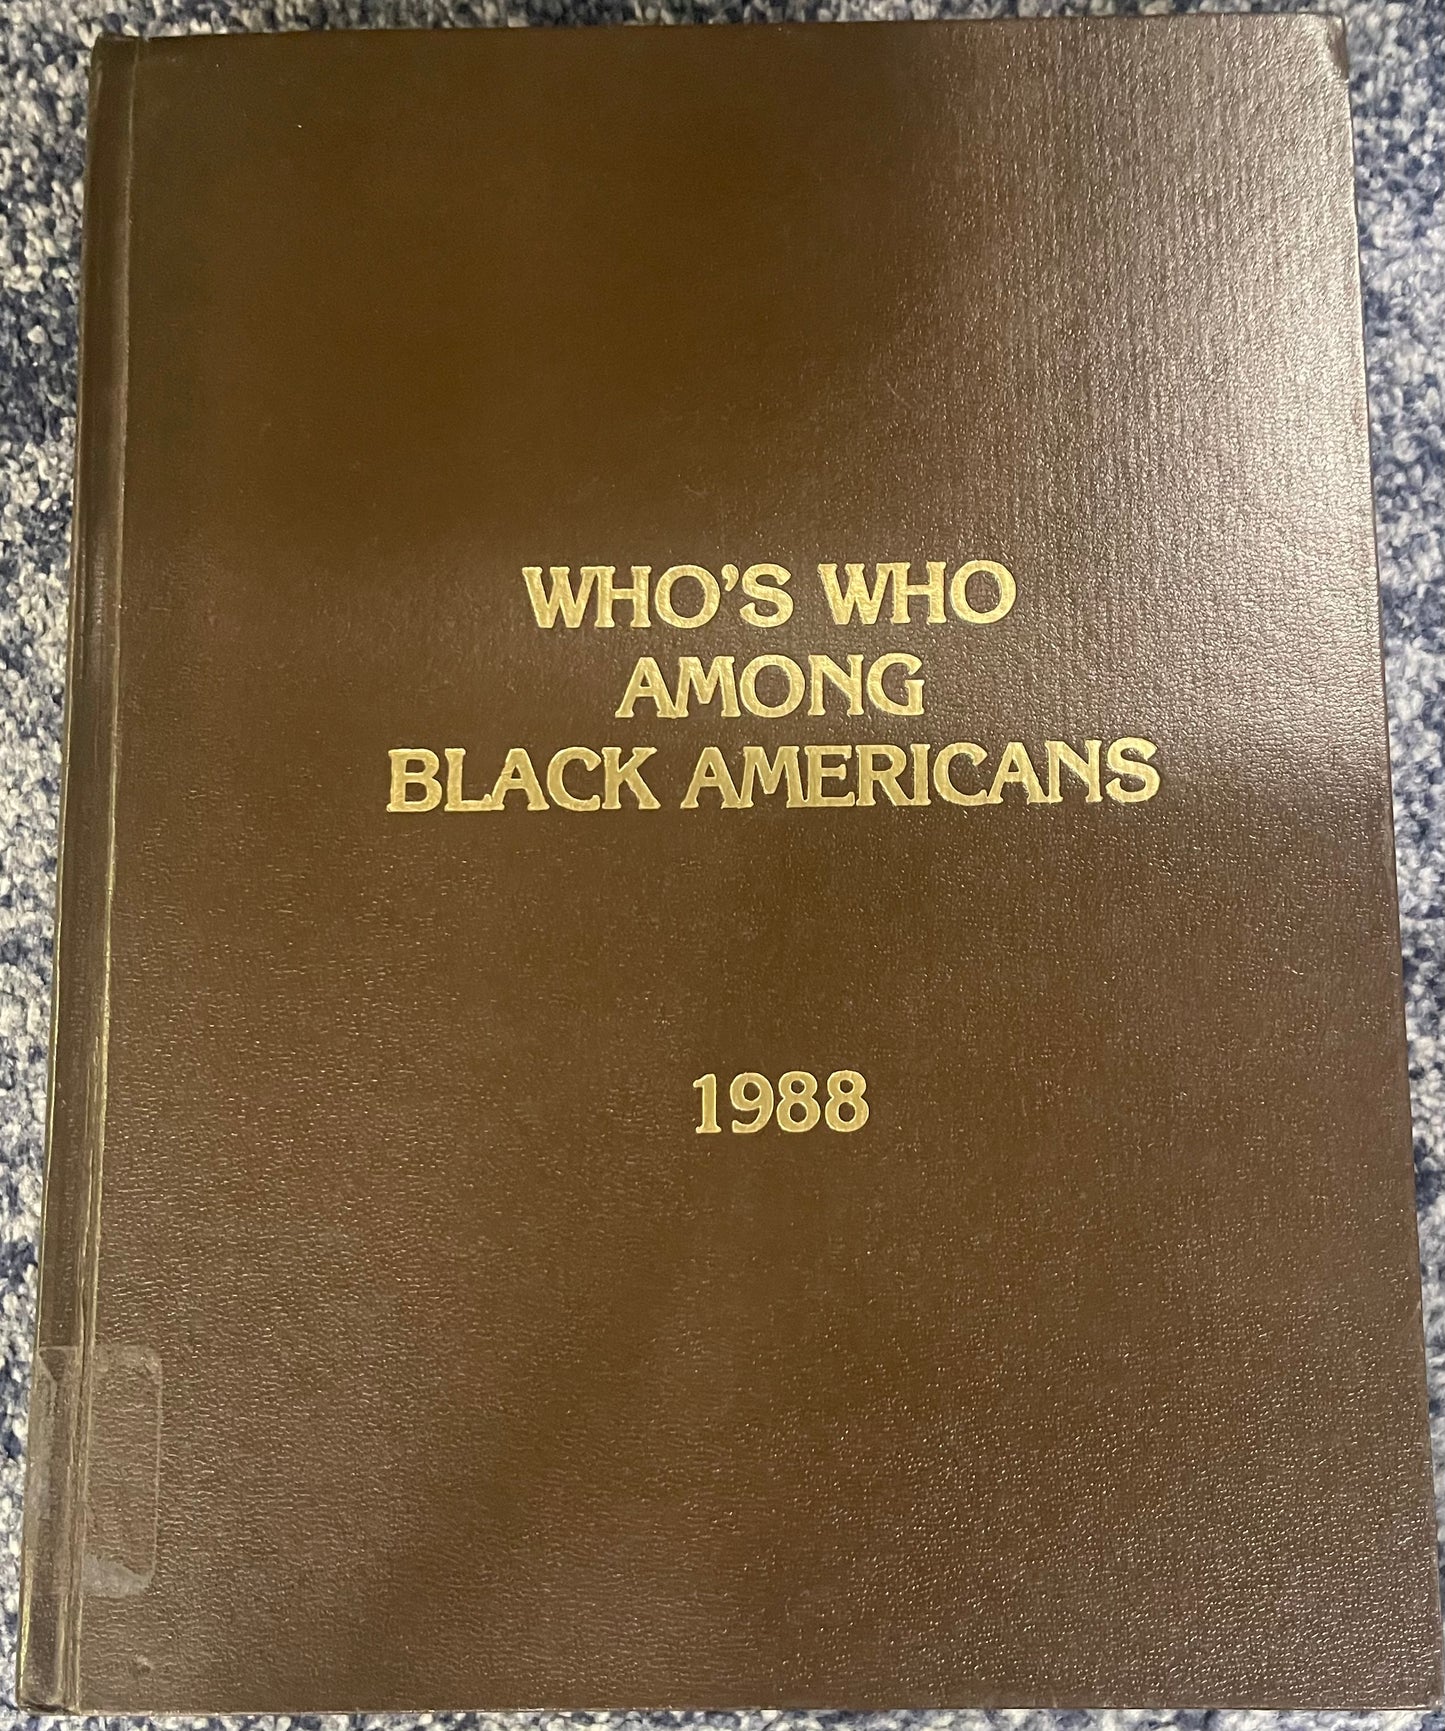 WHO'S WHO
AMONG
BLACK AMERICANS
1988